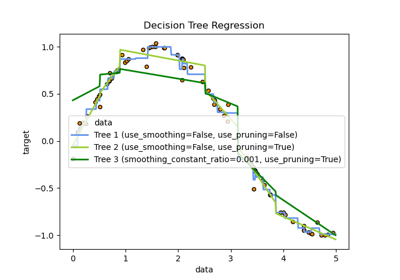 Decision Tree Regression
1.0
0.5
0.0
−0.5
−1.0
target
data
Tree 1 (use_smoothing=False, use_pruning=False)
Tree 2 (use_smoothing=False, use_pruning=True)
Tree 3 (smoothing_constant_ratio=0.001, use_pruning=True)
0 1 2 3 4 5
data